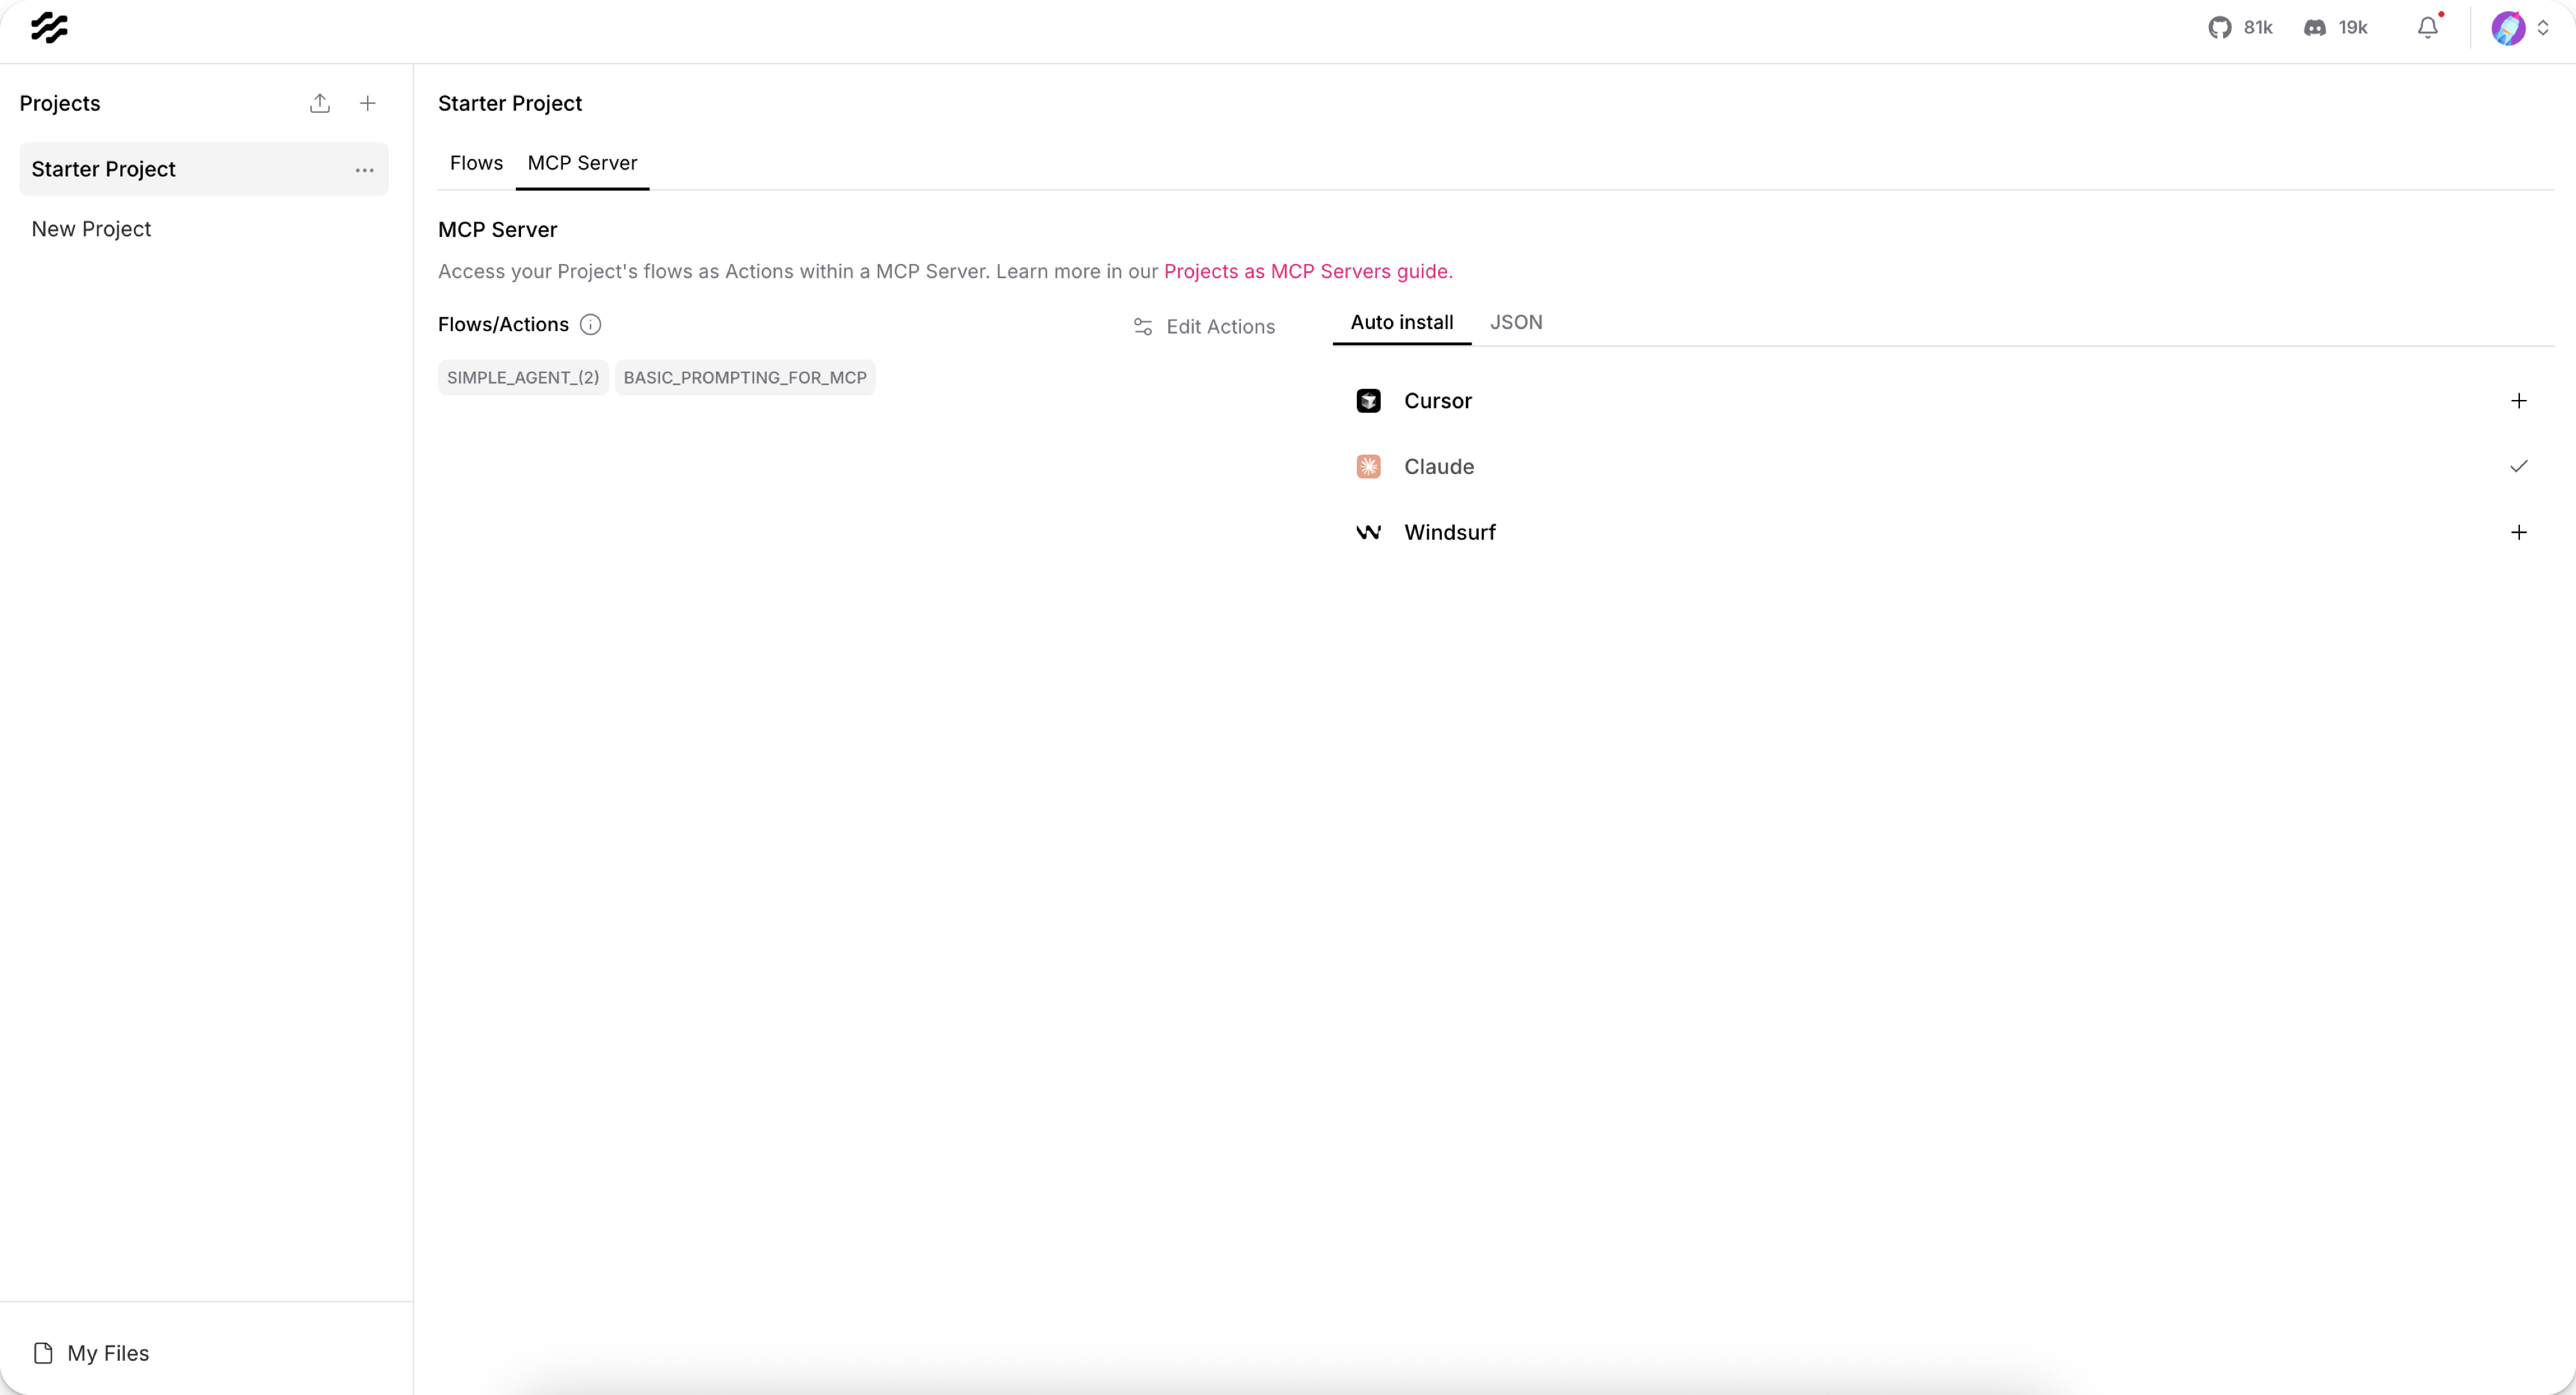 81k
19k
Projects
Starter Project
New Project
My Files
Starter Project
Flows
MCP Server
MCP Server
Access your Project's flows as Actions within a MCP Server. Learn more in our Projects as MCP Servers guide.
Flows/Actions
Edit Actions
SIMPLE_AGENT_(2)
BASIC_PROMPTING_FOR_MCP
Auto install
JSON
Cursor
Claude
Windsurf